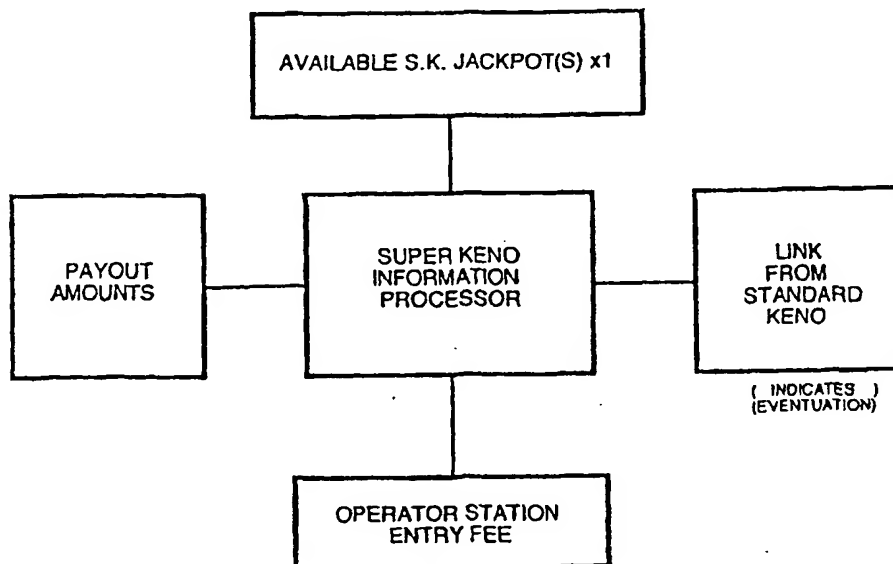 AVAILABLE S.K. JACKPOT(S) x1
PAYOUT
AMOUNTS
SUPER KENO
INFORMATION
PROCESSOR
LINK
FROM
STANDARD
KENO
( INDICATES )
(EVENTUATION)
OPERATOR STATION
ENTRY FEE